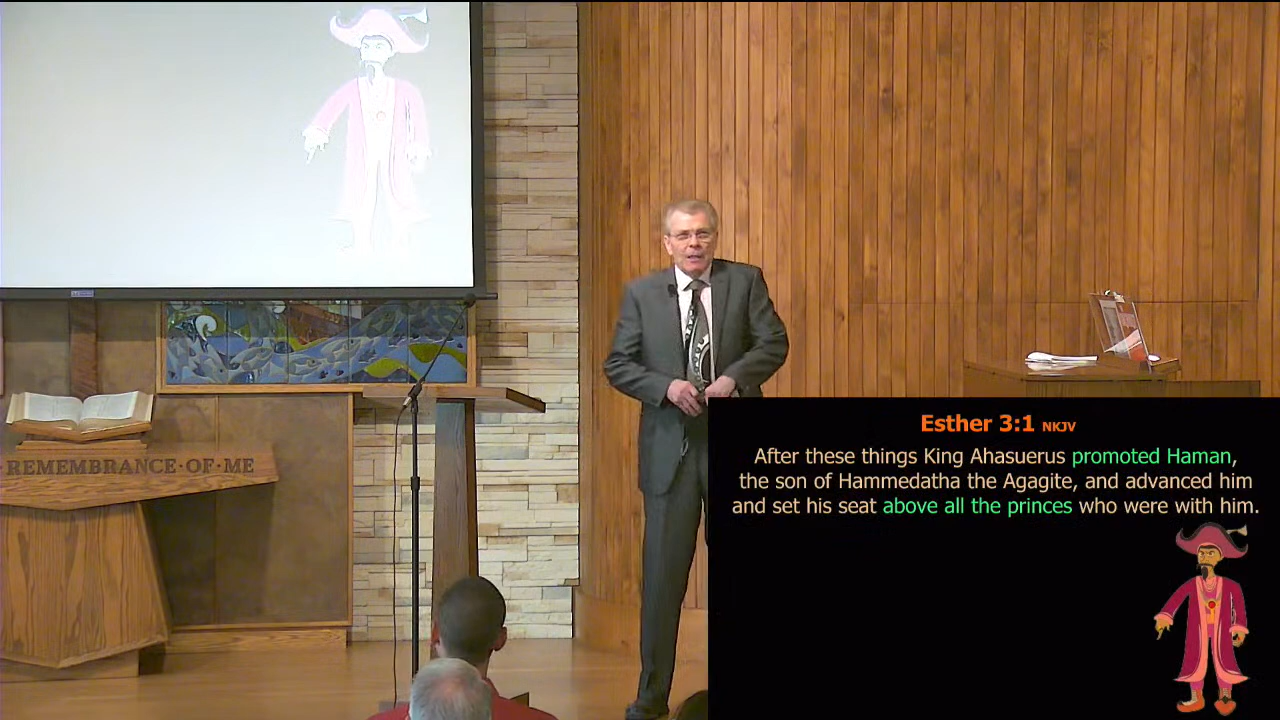 REMEMBRANCE·OF·ME
Esther 3:1 NKJV
After these things King Ahasuerus promoted Haman,
the son of Hammedatha the Agagite, and advanced him
and set his seat above all the princes who were with him.